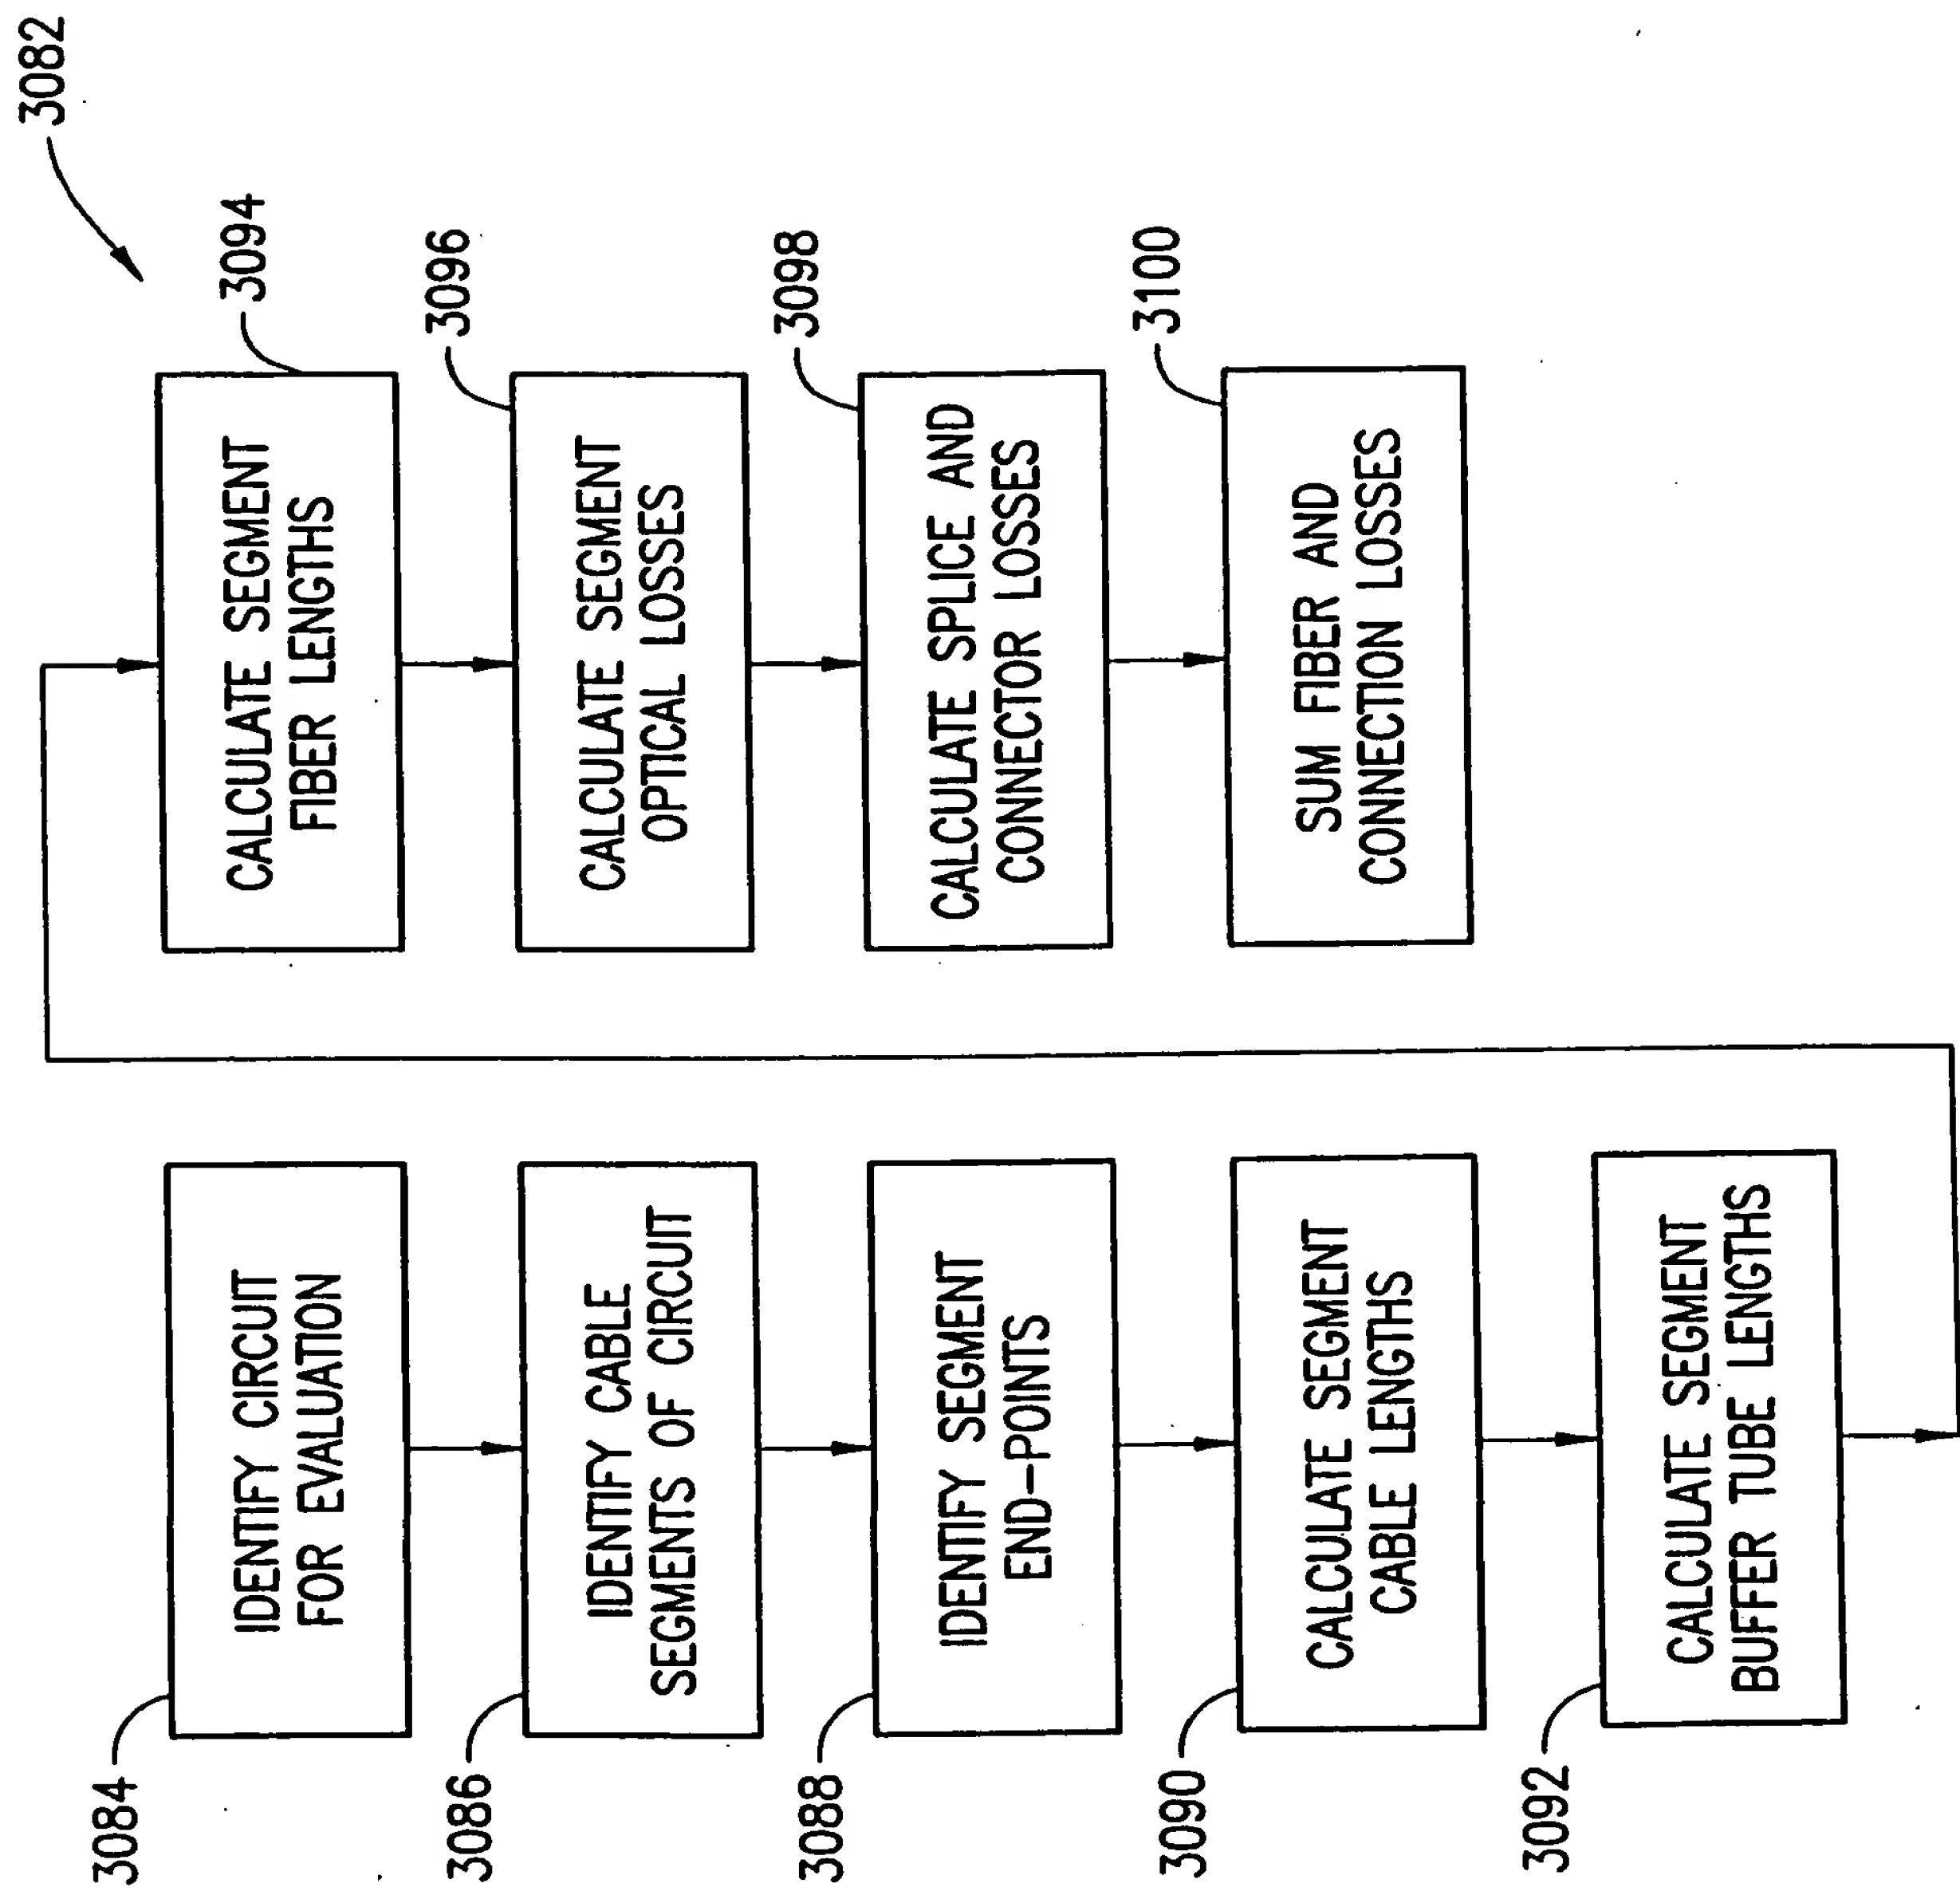 3082
3084
IDENTIFY CIRCUIT
FOR EVALUATION
3086
IDENTIFY CABLE
SEGMENTS OF CIRCUIT
3088
IDENTIFY SEGMENT
END-POINTS
3090
CALCULATE SEGMENT
CABLE LENGTHS
3092
CALCULATE SEGMENT
BUFFER TUBE LENGTHS
3094
CALCULATE SEGMENT
FIBER LENGTHS
3096
CALCULATE SEGMENT
OPTICAL LOSSES
3098
CALCULATE SPLICE AND
CONNECTOR LOSSES
3100
SUM FIBER AND
CONNECTION LOSSES